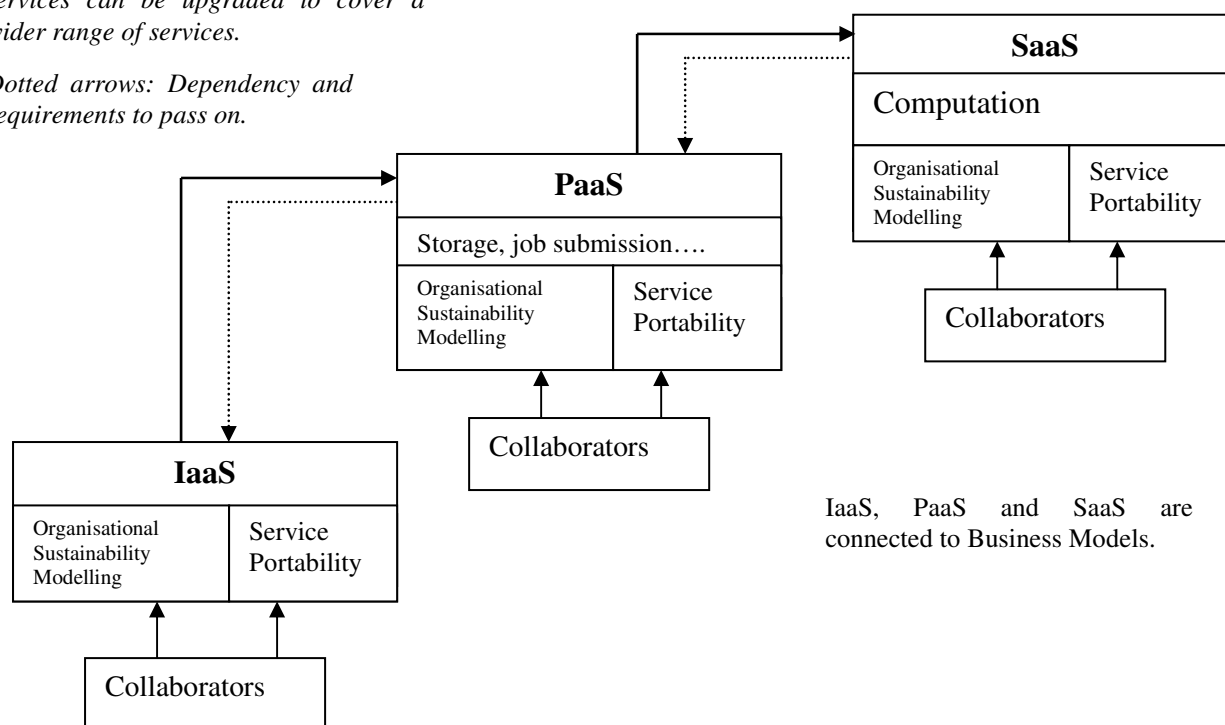 services can be upgraded to cover a
wider range of services.
Dotted arrows: Dependency and
requirements to pass on.
SaaS
Computation
Organisational
Sustainability
Modelling
Service
Portability
Collaborators
PaaS
Storage, job submission….
Organisational
Sustainability
Modelling
Service
Portability
Collaborators
IaaS
Organisational
Sustainability
Modelling
Service
Portability
Collaborators
IaaS, PaaS and SaaS are
connected to Business Models.